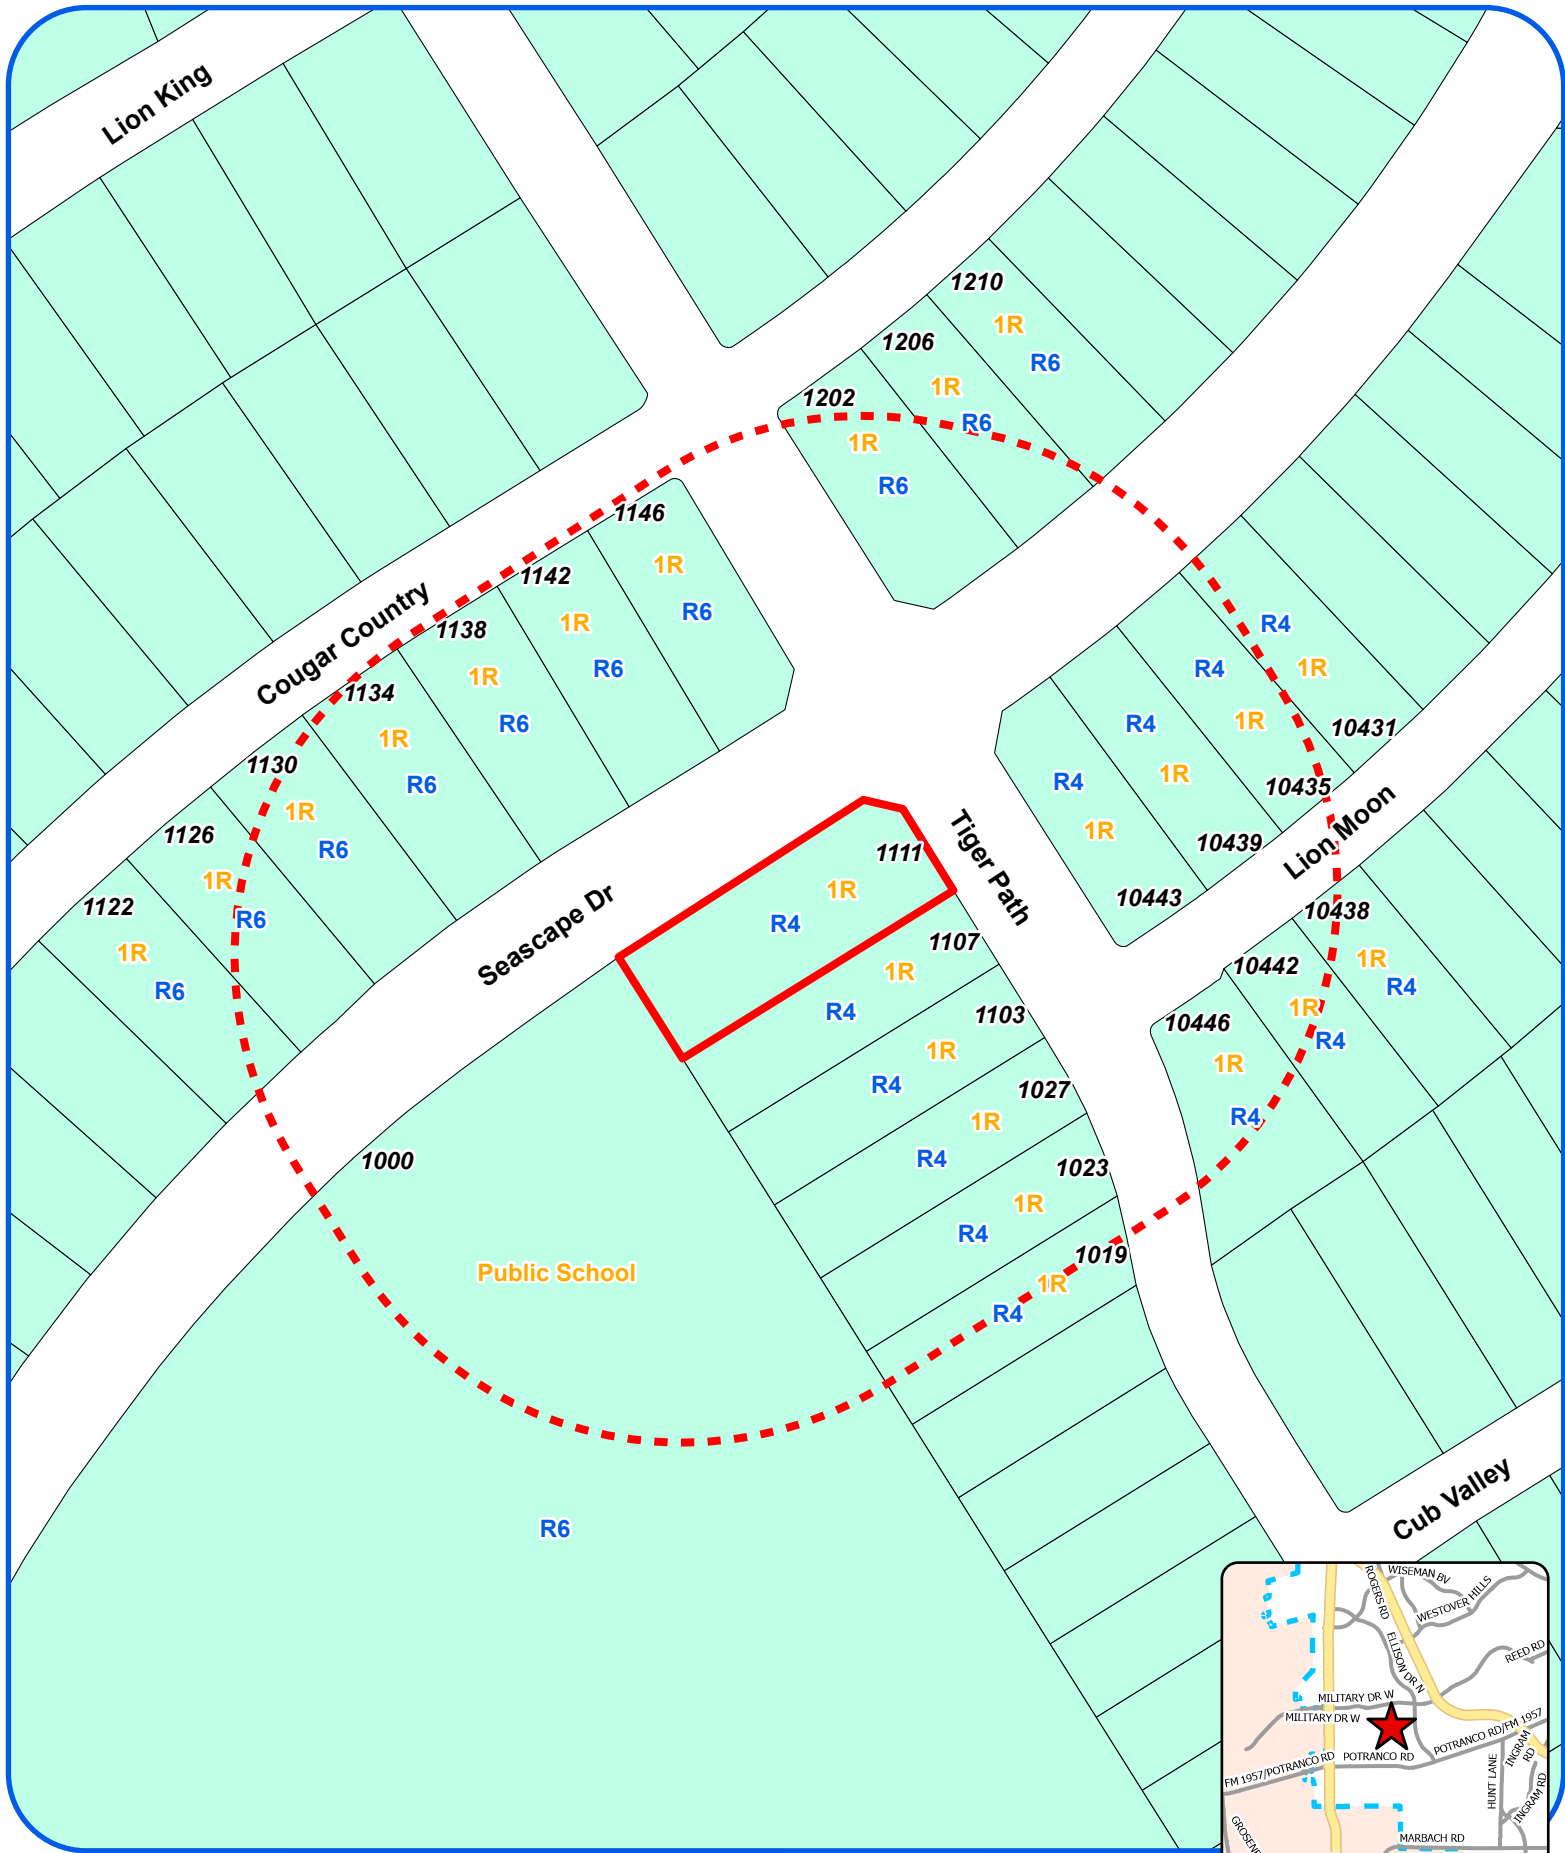 Lion King
1210
1R
R6
1206
1R
R6
1202
1R
R6
1146
1R
R6
1142
1R
R6
1138
1R
R6
Cougar Country
1134
1R
R6
1130
1R
R6
1126
1R
R6
1122
1R
R6
R4
1R
10431
R4
1R
10435
R4
1R
10439
R4
1R
10443
Lion Moon
Tiger Path
Seascape Dr
1111
1R
R4
1107
1R
R4
1103
1R
R4
1027
1R
R4
1023
1R
R4
1019
1R
R4
10438
1R
R4
10442
1R
R4
10446
1R
R4
1000
Public School
R6
Cub Valley
WISEMAN BV
ROGERS RD
WESTOVER HILLS
ELLISON DR N
REED RD
MILITARY DR W
MILITARY DR W
POTRANCO RD/FM 1957
POTRANCO RD
FM 1957/POTRANCO RD
INGRAM RD
HUNT LANE
INGRAM RD
MARBACH RD